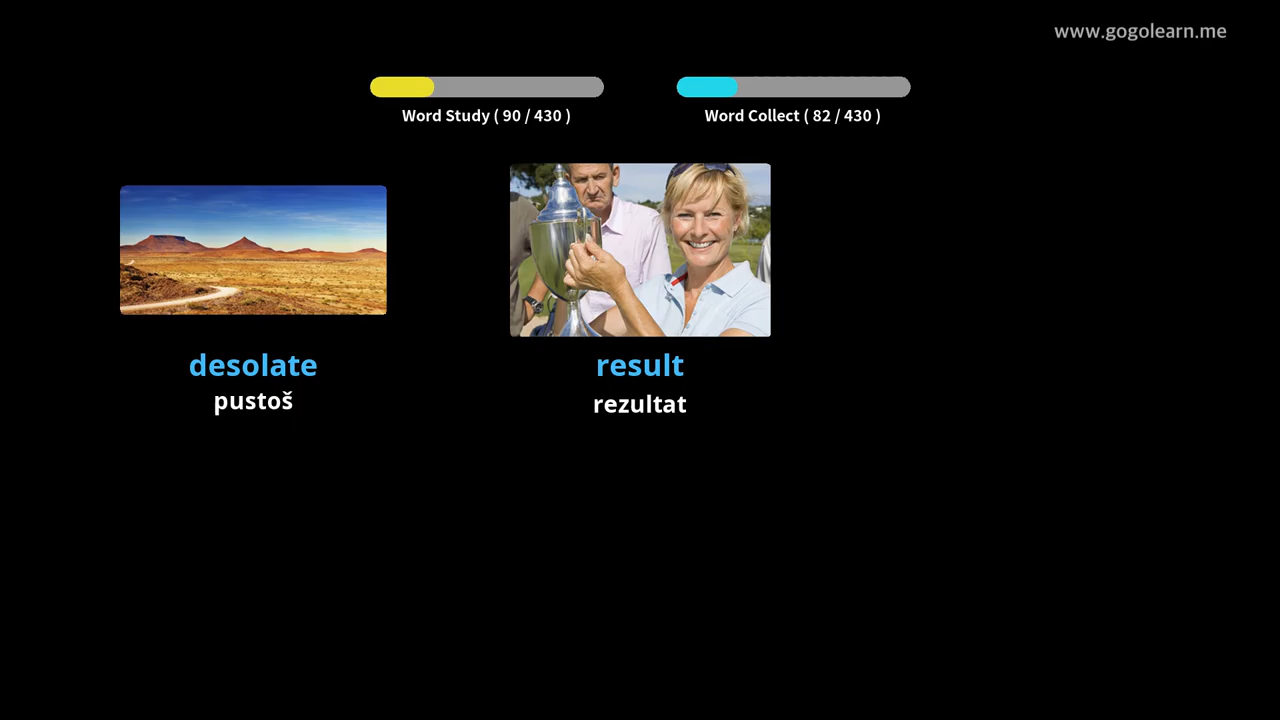 www.gogolearn.me
Word Study ( 90 / 430 )
Word Collect ( 82 / 430 )
desolate
pustoš
result
rezultat